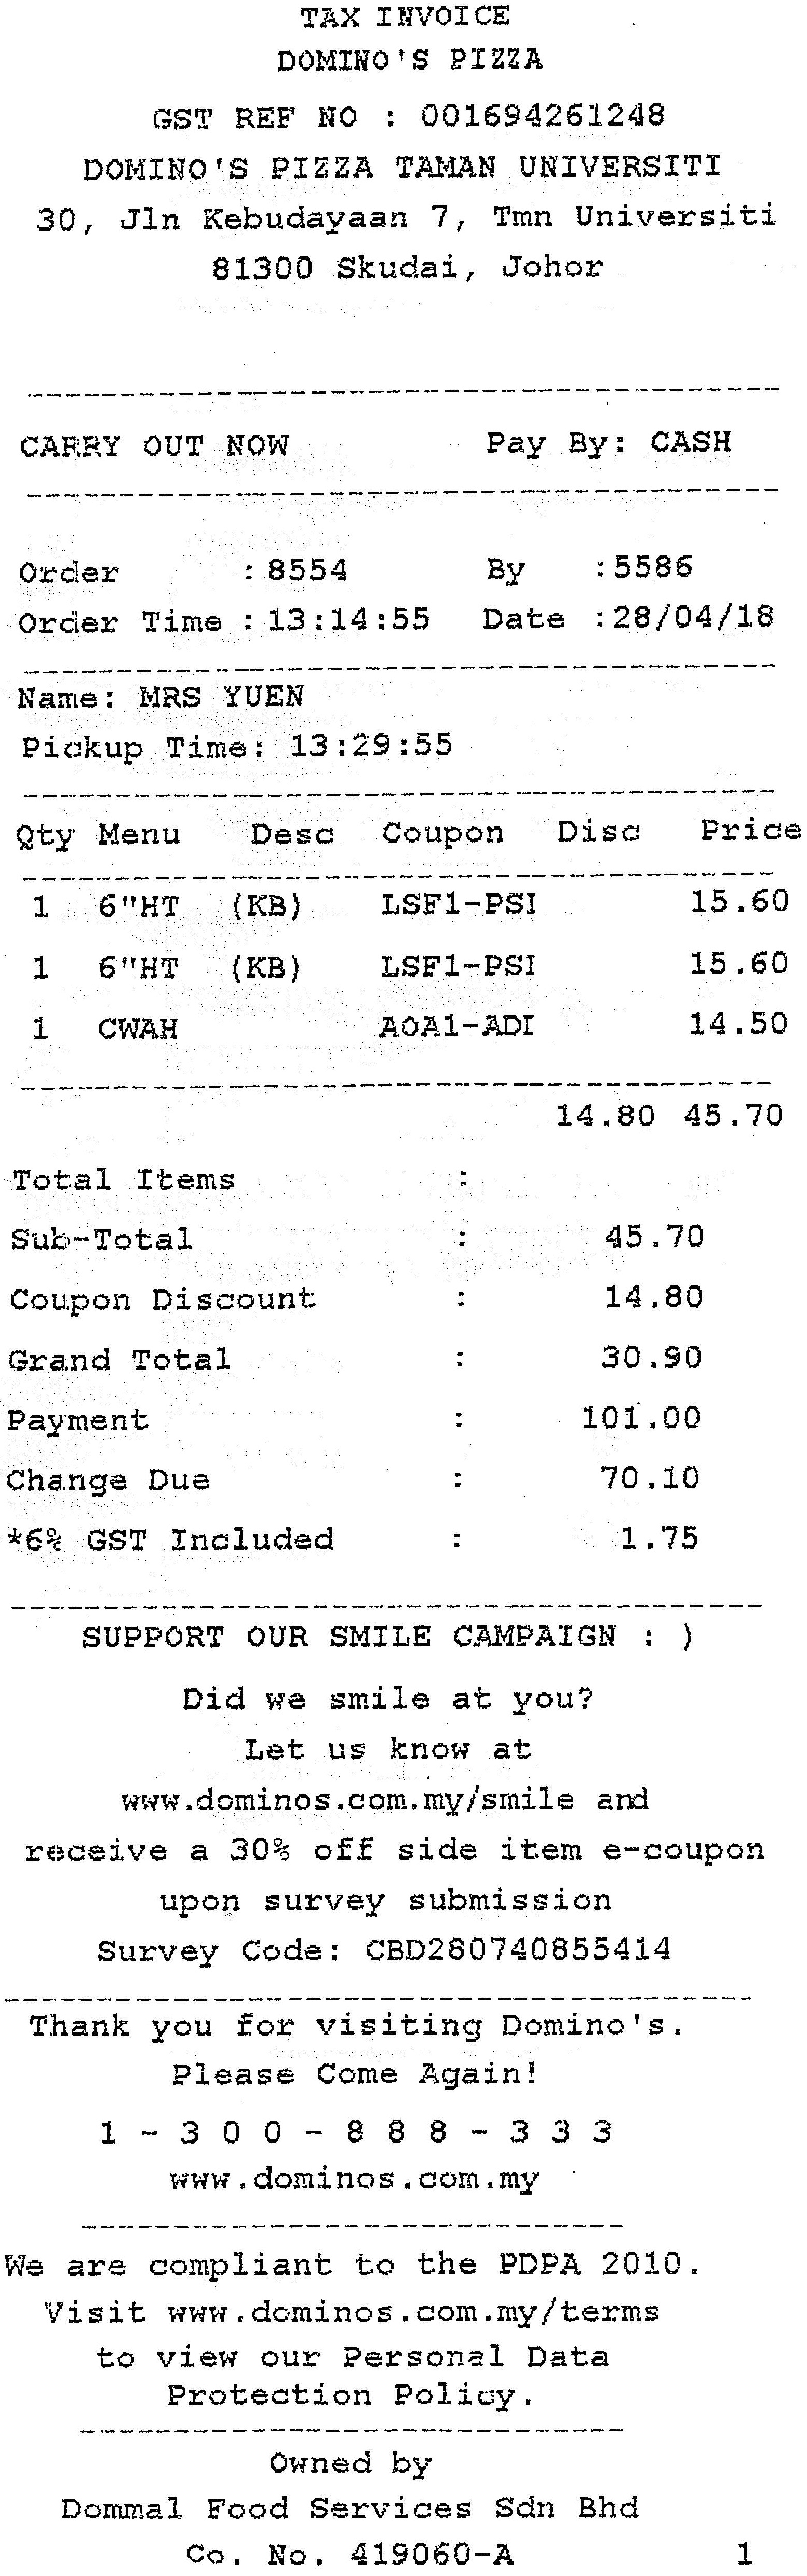 TAX INVOICE
DOMINO'S PIZZA
GST REF NO : 001694261248
DOMINO'S PIZZA TAMAN UNIVERSITI
30, Jln Kebudayaan 7, Tmn Universiti
81300 Skudai, Johor
CARRY OUT NOW Pay By: CASH
Order :8554 By :5586
Order Time :13:14:55 Date :28/04/18
Name: MRS YUEN
Pickup Time: 13:29:55
Qty Menu Desc Coupon Disc Price
1 6"HT (KB) LSF1-PSI 15.60
1 6"HT (KB) LSF1-PSI 15.60
1 CWAH AOA1-ADI 14.50
14.80 45.70
Total Items :
Sub-Total : 45.70
Coupon Discount : 14.80
Grand Total : 30.90
Payment : 101.00
Change Due : 70.10
*6% GST Included : 1.75
SUPPORT OUR SMILE CAMPAIGN : )
Did we smile at you?
Let us know at
www.dominos.com.my/smile and
receive a 30% off side item e-coupon
upon survey submission
Survey Code: CBD280740855414
Thank you for visiting Domino's.
Please Come Again!
1 - 3 0 0 - 8 8 8 - 3 3 3
www.dominos.com.my
We are compliant to the PDPA 2010.
Visit www.dominos.com.my/terms
to view our Personal Data
Protection Policy.
Owned by
Dommal Food Services Sdn Bhd
Co. No. 419060-A 1